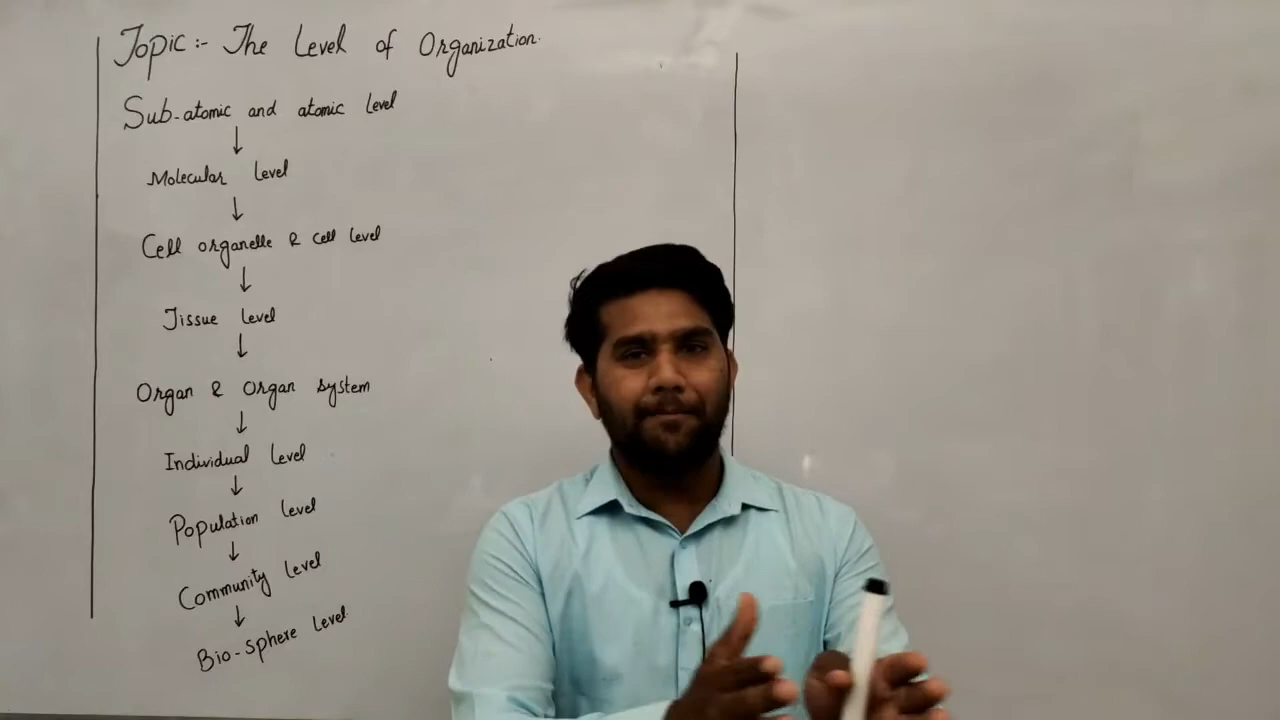 Topic:- The Level of Organization.
Sub-atomic and atomic Level
↓
Molecular Level
↓
Cell organelle & cell Level
↓
Tissue Level
↓
Organ & Organ system
↓
Individual Level
↓
Population Level
↓
Community Level
↓
Bio-sphere Level